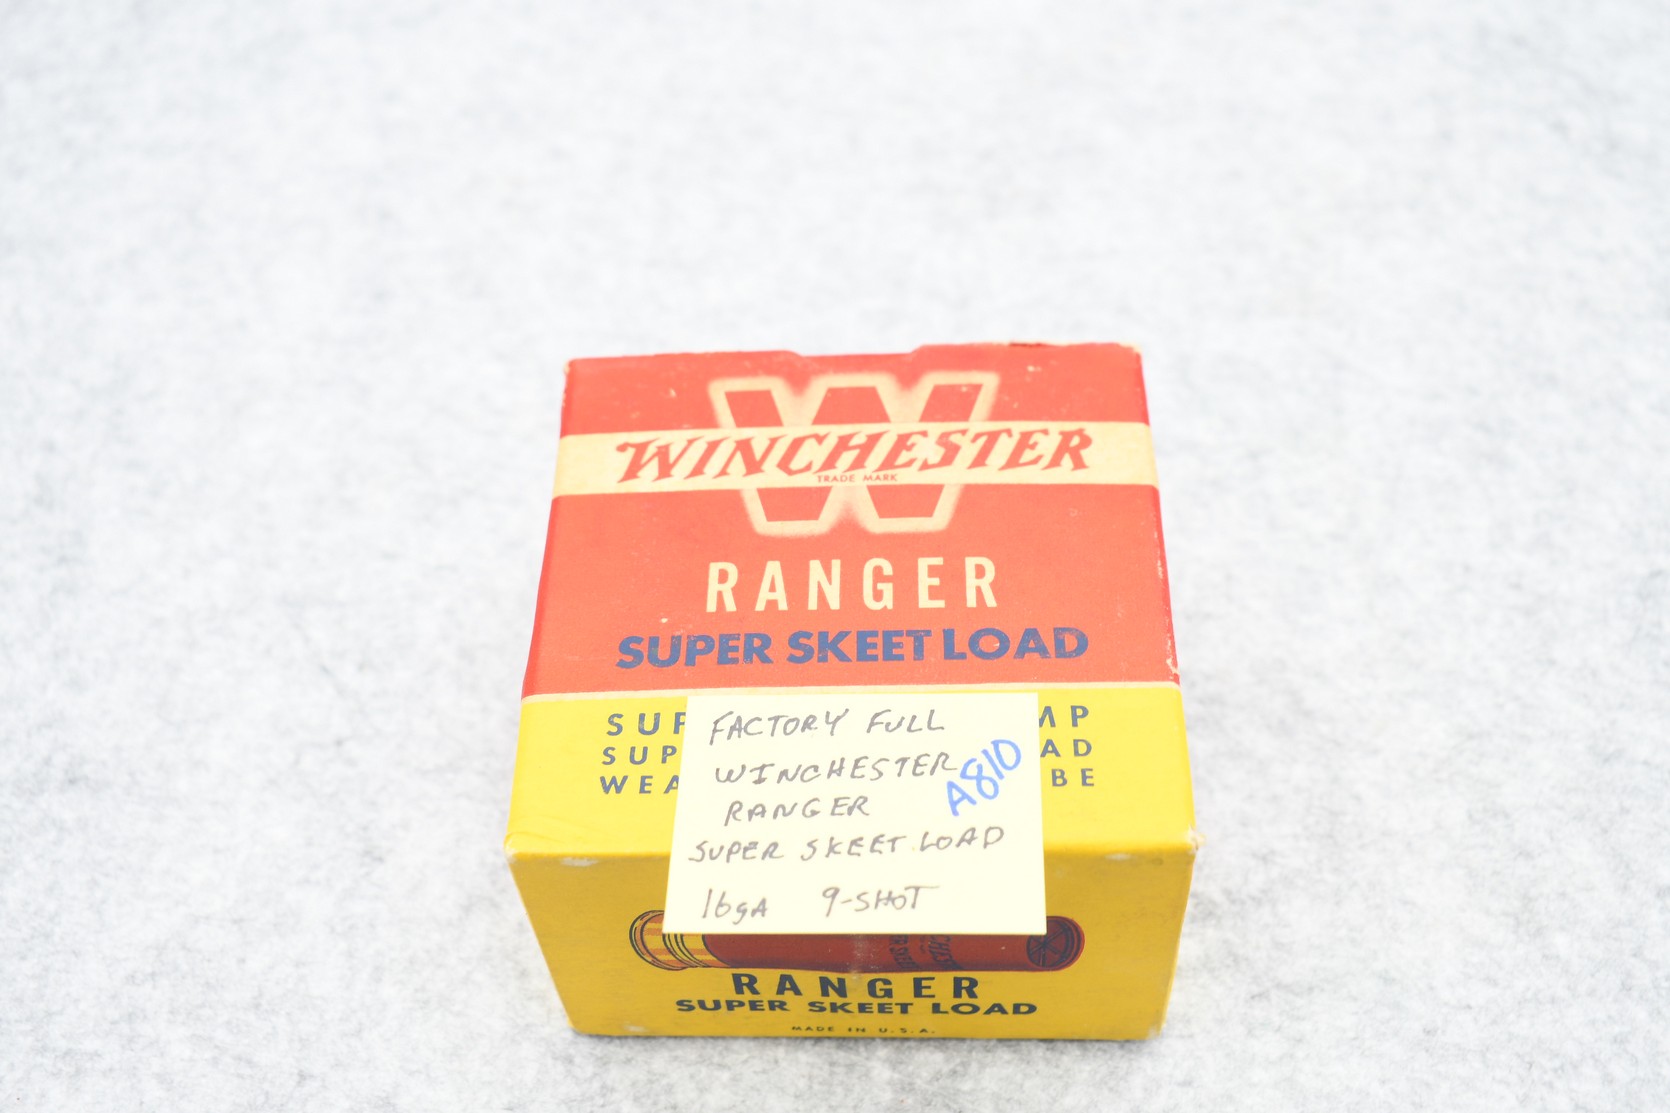 W
WINCHESTER
TRADE MARK
RANGER
SUPER SKEET LOAD
SUP MP
SUP AD
WEA BE
FACTORY FULL
WINCHESTER
RANGER
A810
SUPER SKEET LOAD
16gA 9-SHOT
RANGER
SUPER SKEET LOAD
MADE IN U.S.A.